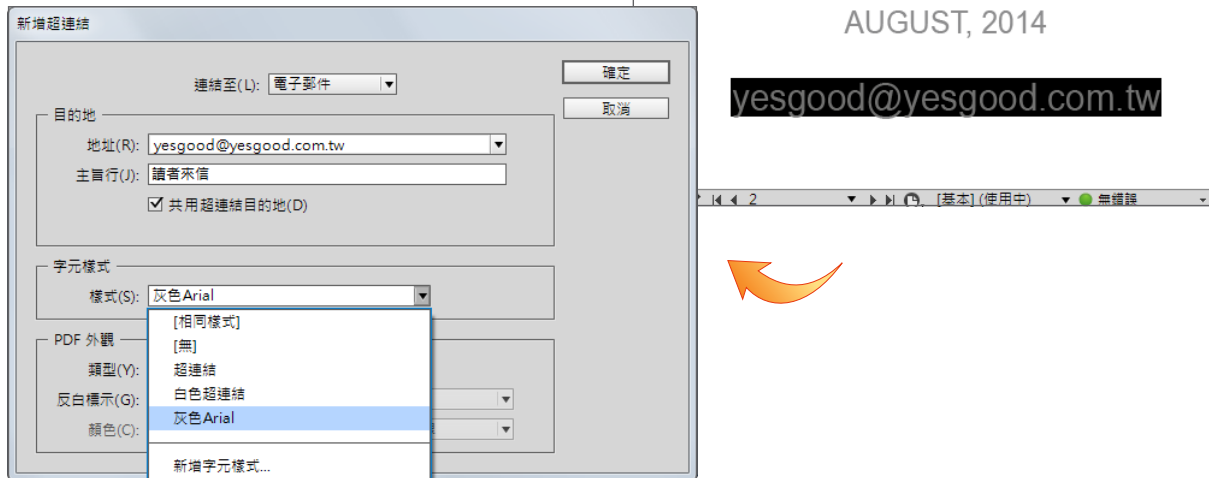 新增超連結
連結至(L): 電子郵件
確定
取消
目的地
地址(R): yesgood@yesgood.com.tw
主旨行(J): 讀者來信
共用超連結目的地(D)
字元樣式
樣式(S): 灰色Arial
[相同樣式]
[無]
超連結
白色超連結
灰色Arial
新增字元樣式...
PDF 外觀
類型(Y):
反白標示(G):
顏色(C):
AUGUST, 2014
yesgood@yesgood.com.tw
2 [基本] (使用中) 無錯誤